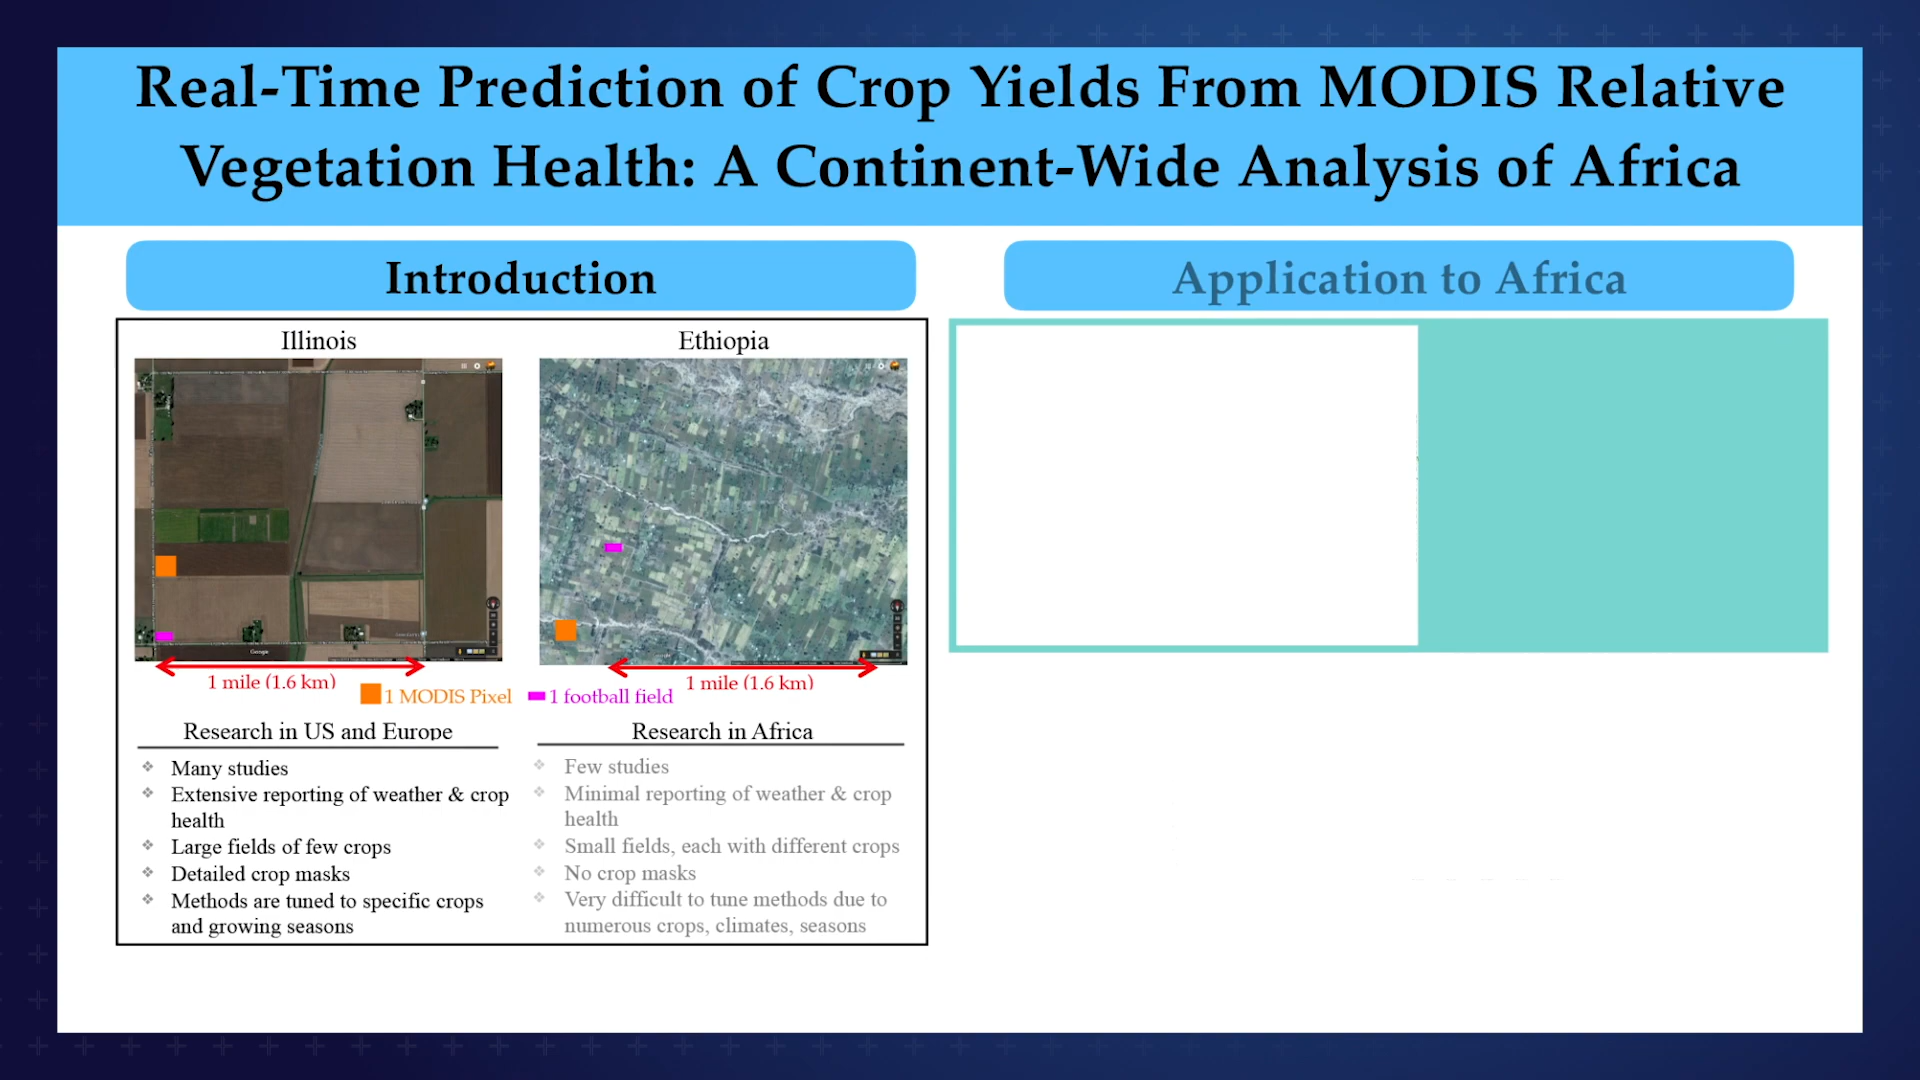 Real-Time Prediction of Crop Yields From MODIS Relative
Vegetation Health: A Continent-Wide Analysis of Africa
Introduction
Application to Africa
Illinois
Ethiopia
Google
1 mile (1.6 km)
1 mile (1.6 km)
1 MODIS Pixel
1 football field
Research in US and Europe
❖ Many studies
❖ Extensive reporting of weather & crop
health
❖ Large fields of few crops
❖ Detailed crop masks
❖ Methods are tuned to specific crops
and growing seasons
Research in Africa
❖ Few studies
❖ Minimal reporting of weather & crop
health
❖ Small fields, each with different crops
❖ No crop masks
❖ Very difficult to tune methods due to
numerous crops, climates, seasons